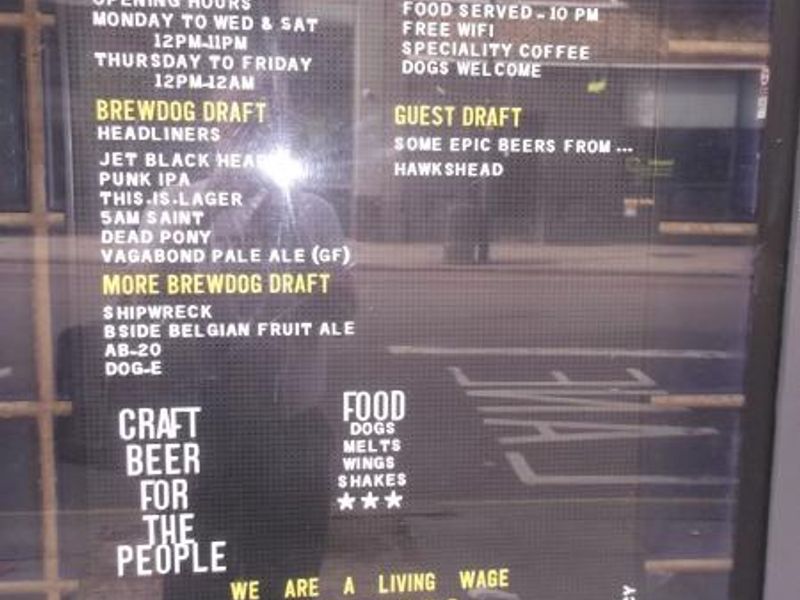 OPENING HOURS
MONDAY TO WED & SAT
12PM-11PM
THURSDAY TO FRIDAY
12PM-12AM
BREWDOG DRAFT
HEADLINERS
JET BLACK HEAR
PUNK IPA
THIS.IS.LAGER
5AM SAINT
DEAD PONY
VAGABOND PALE ALE (GF)
MORE BREWDOG DRAFT
SHIPWRECK
BSIDE BELGIAN FRUIT ALE
AB-20
DOG-E
CRAFT
BEER
FOR
THE
PEOPLE
FOOD SERVED - 10 PM
FREE WIFI
SPECIALITY COFFEE
DOGS WELCOME
GUEST DRAFT
SOME EPIC BEERS FROM ...
HAWKSHEAD
FOOD
DOGS
MELTS
WINGS
SHAKES
★★★
WE ARE A LIVING WAGE
LANE